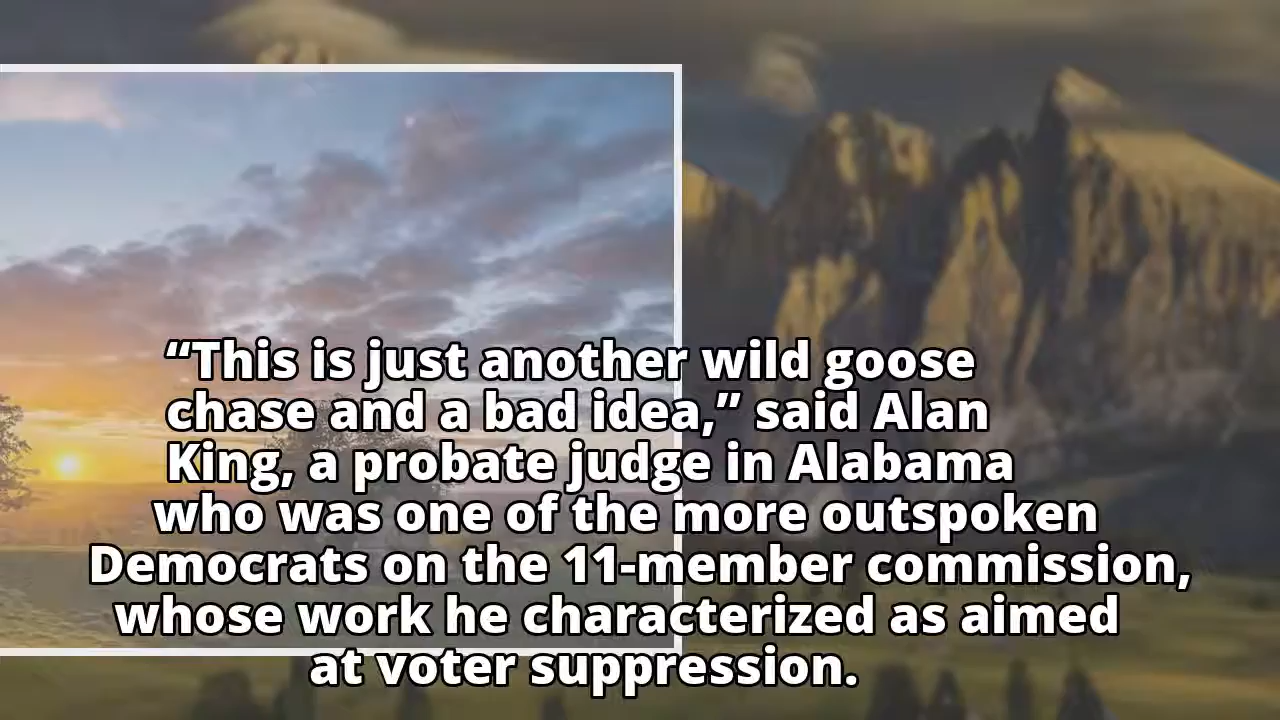 “This is just another wild goose
chase and a bad idea,” said Alan
King, a probate judge in Alabama
who was one of the more outspoken
Democrats on the 11-member commission,
whose work he characterized as aimed
at voter suppression.